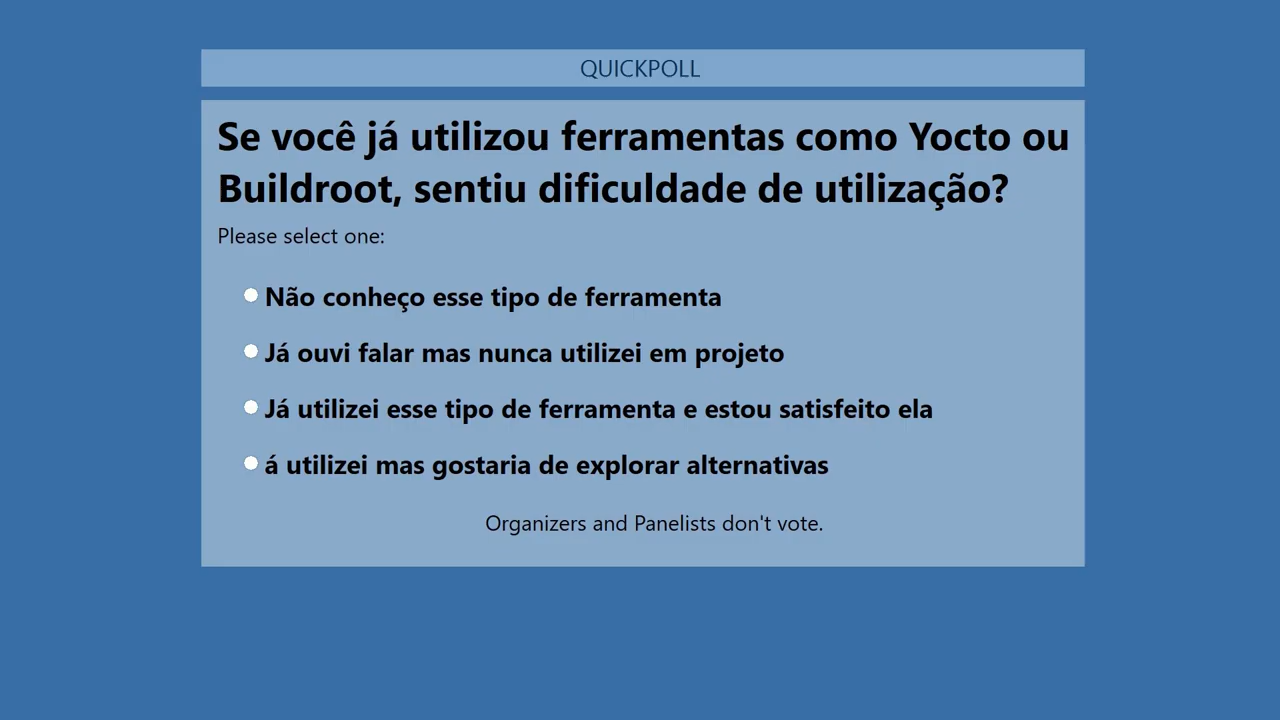 QUICKPOLL
Se você já utilizou ferramentas como Yocto ou
Buildroot, sentiu dificuldade de utilização?
Please select one:
Não conheço esse tipo de ferramenta
Já ouvi falar mas nunca utilizei em projeto
Já utilizei esse tipo de ferramenta e estou satisfeito ela
á utilizei mas gostaria de explorar alternativas
Organizers and Panelists don't vote.